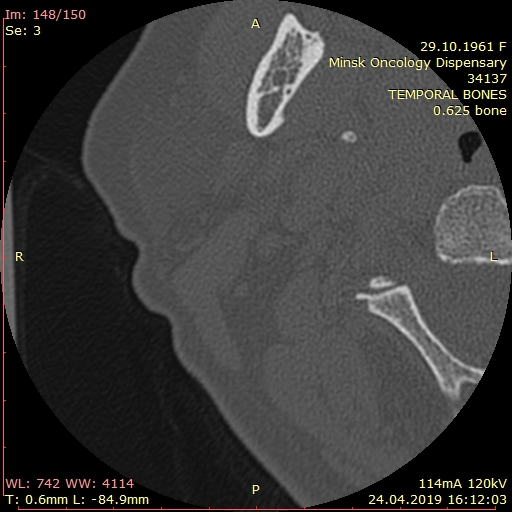 Im: 148/150
Se: 3
A
29.10.1961 F
Minsk Oncology Dispensary
34137
TEMPORAL BONES
0.625 bone
R
L
WL: 742 WW: 4114
T: 0.6mm L: -84.9mm
P
114mA 120kV
24.04.2019 16:12:03